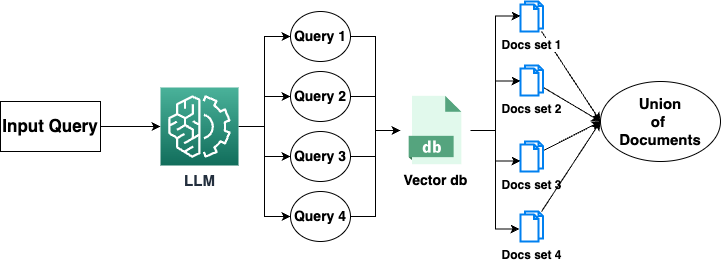 Input Query
LLM
Query 1
Query 2
Query 3
Query 4
db
Vector db
Docs set 1
Docs set 2
Docs set 3
Docs set 4
Union
of
Documents